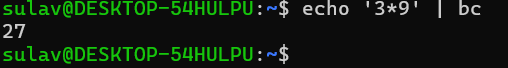 sulav@DESKTOP-54HULPU:~$ echo '3*9' | bc
27
sulav@DESKTOP-54HULPU:~$